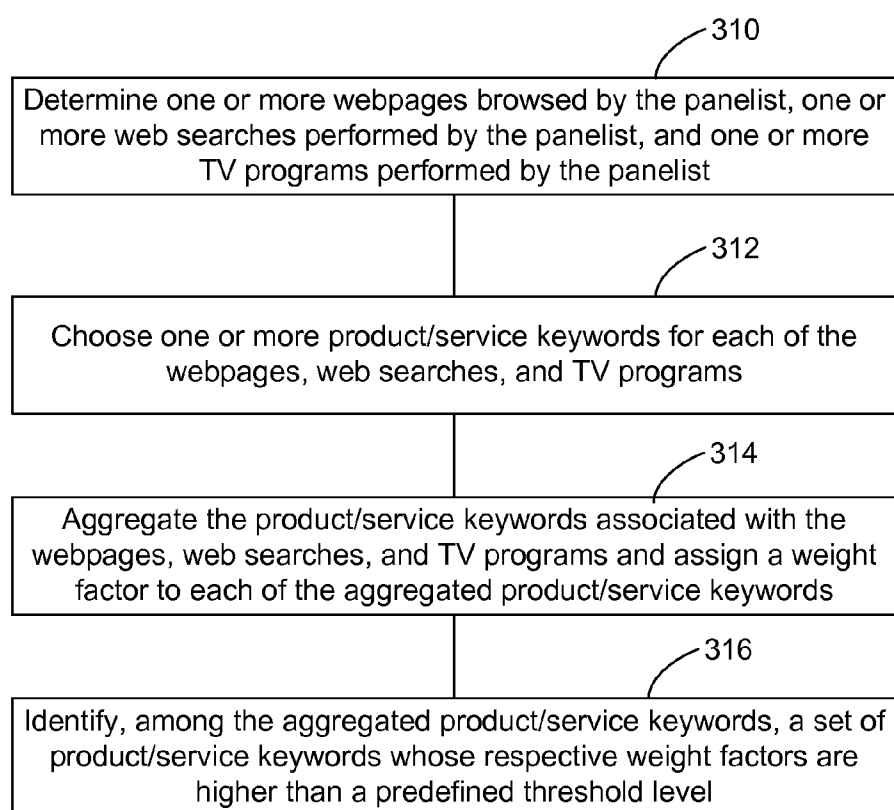 310
Determine one or more webpages browsed by the panelist, one or
more web searches performed by the panelist, and one or more
TV programs performed by the panelist
312
Choose one or more product/service keywords for each of the
webpages, web searches, and TV programs
314
Aggregate the product/service keywords associated with the
webpages, web searches, and TV programs and assign a weight
factor to each of the aggregated product/service keywords
316
Identify, among the aggregated product/service keywords, a set of
product/service keywords whose respective weight factors are
higher than a predefined threshold level